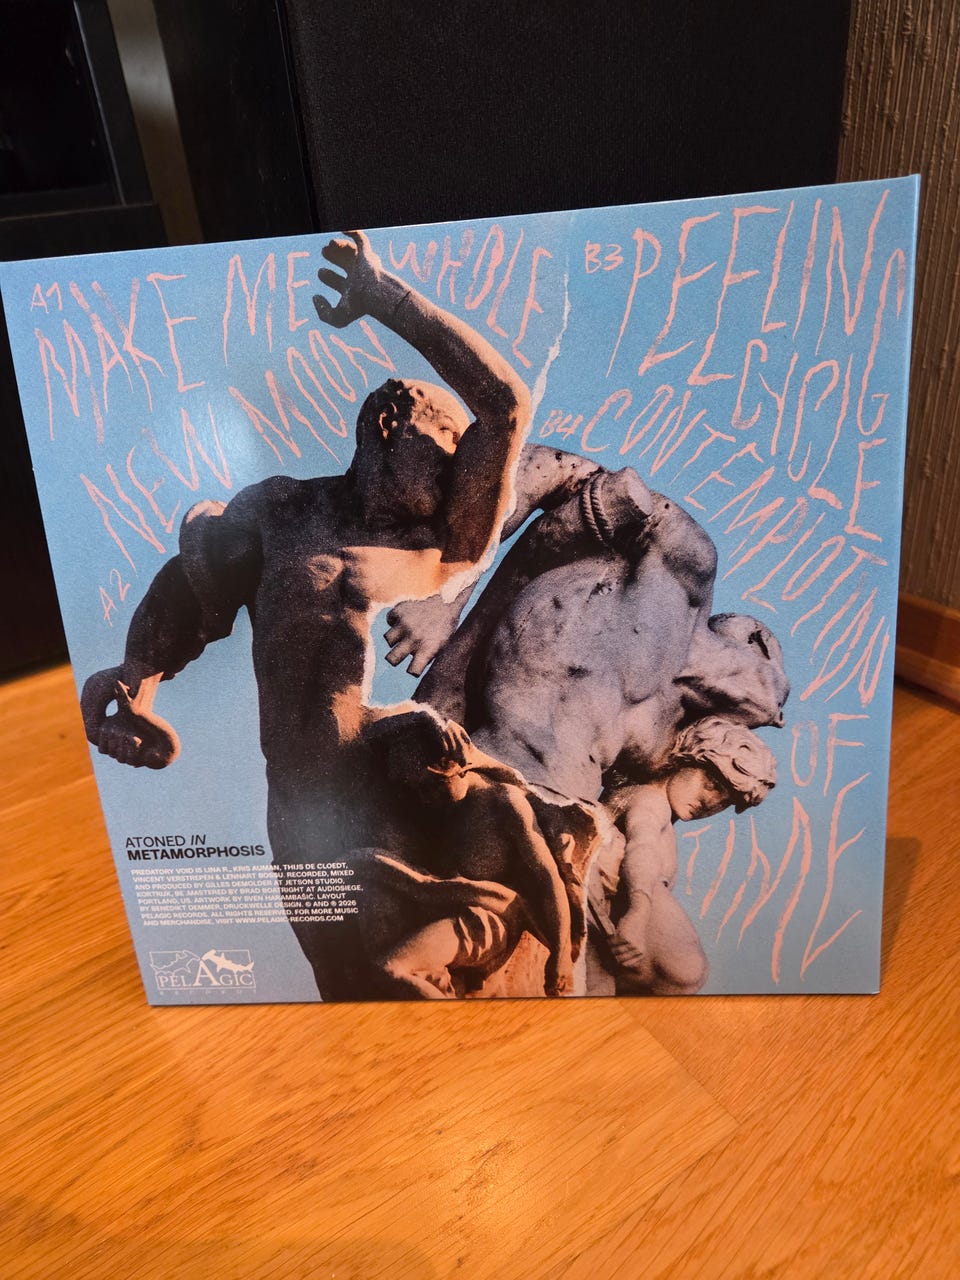 A1 MAKE ME WHOLE
A2 NEW MOON
B3 PEELING
CYCLE
B4 CONTEMPLOTION
OF
TIME
ATONED IN
METAMORPHOSIS
PREDATORY VOID IS LINA R., KRIS AUMAN, THIJS DE CLOEDT,
VINCENT VERSTREPEN & LENNHART BOSSU. RECORDED, MIXED
AND PRODUCED BY GILLES DEMOLDER AT JETSON STUDIO,
KORTRIJK, BE. MASTERED BY BRAD BOATRIGHT AT AUDIOSIEGE,
PORTLAND, US. ARTWORK BY SVEN HARAMBAŠIĆ. LAYOUT
BY BENEDIKT DEMMER, DRUCKWELLE DESIGN. © AND ℗ 2026
PELAGIC RECORDS. ALL RIGHTS RESERVED. FOR MORE MUSIC
AND MERCHANDISE, VISIT WWW.PELAGIC-RECORDS.COM
PELAGIC
RECORDS